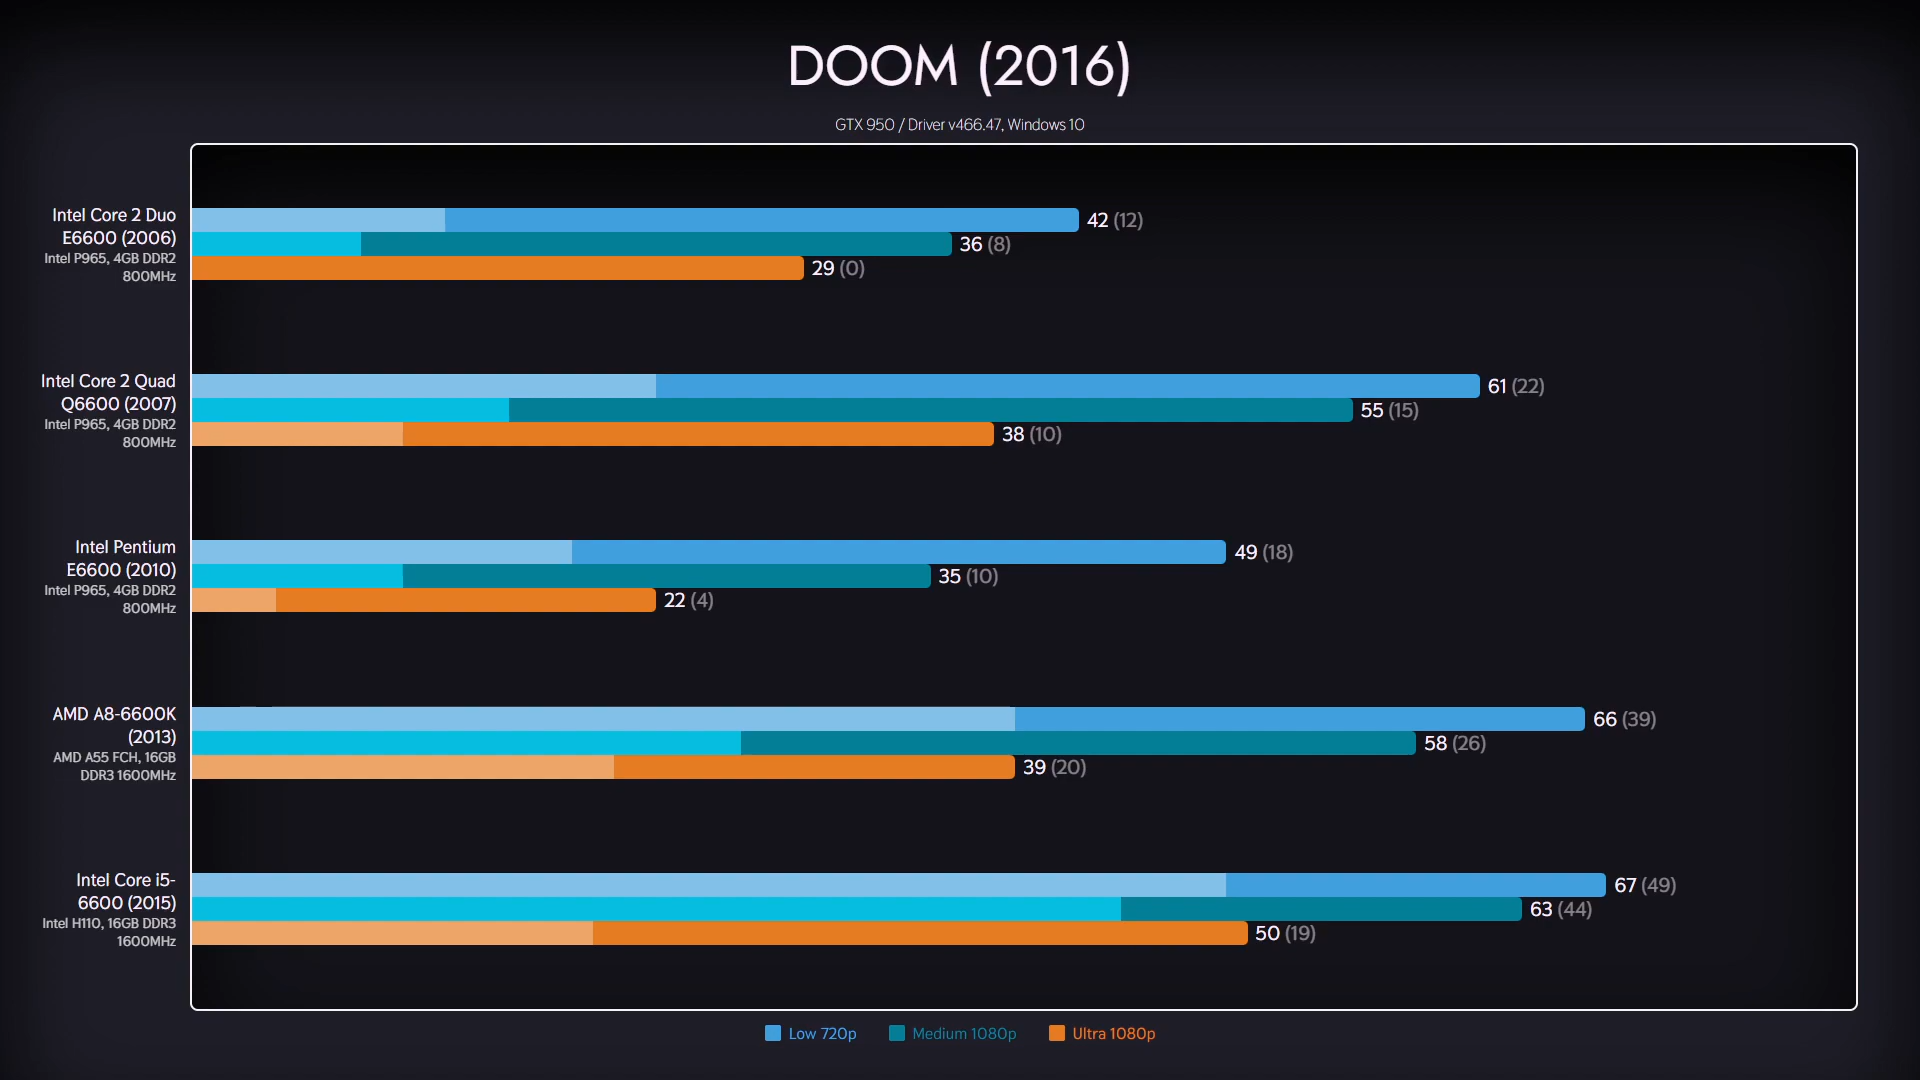 DOOM (2016)
GTX 950 / Driver v466.47, Windows 10
Intel Core 2 Duo
E6600 (2006)
Intel P965, 4GB DDR2
800MHz
42 (12)
36 (8)
29 (0)
Intel Core 2 Quad
Q6600 (2007)
Intel P965, 4GB DDR2
800MHz
61 (22)
55 (15)
38 (10)
Intel Pentium
E6600 (2010)
Intel P965, 4GB DDR2
800MHz
49 (18)
35 (10)
22 (4)
AMD A8-6600K
(2013)
AMD A55 FCH, 16GB
DDR3 1600MHz
66 (39)
58 (26)
39 (20)
Intel Core i5-
6600 (2015)
Intel H110, 16GB DDR3
1600MHz
67 (49)
63 (44)
50 (19)
Low 720p Medium 1080p Ultra 1080p